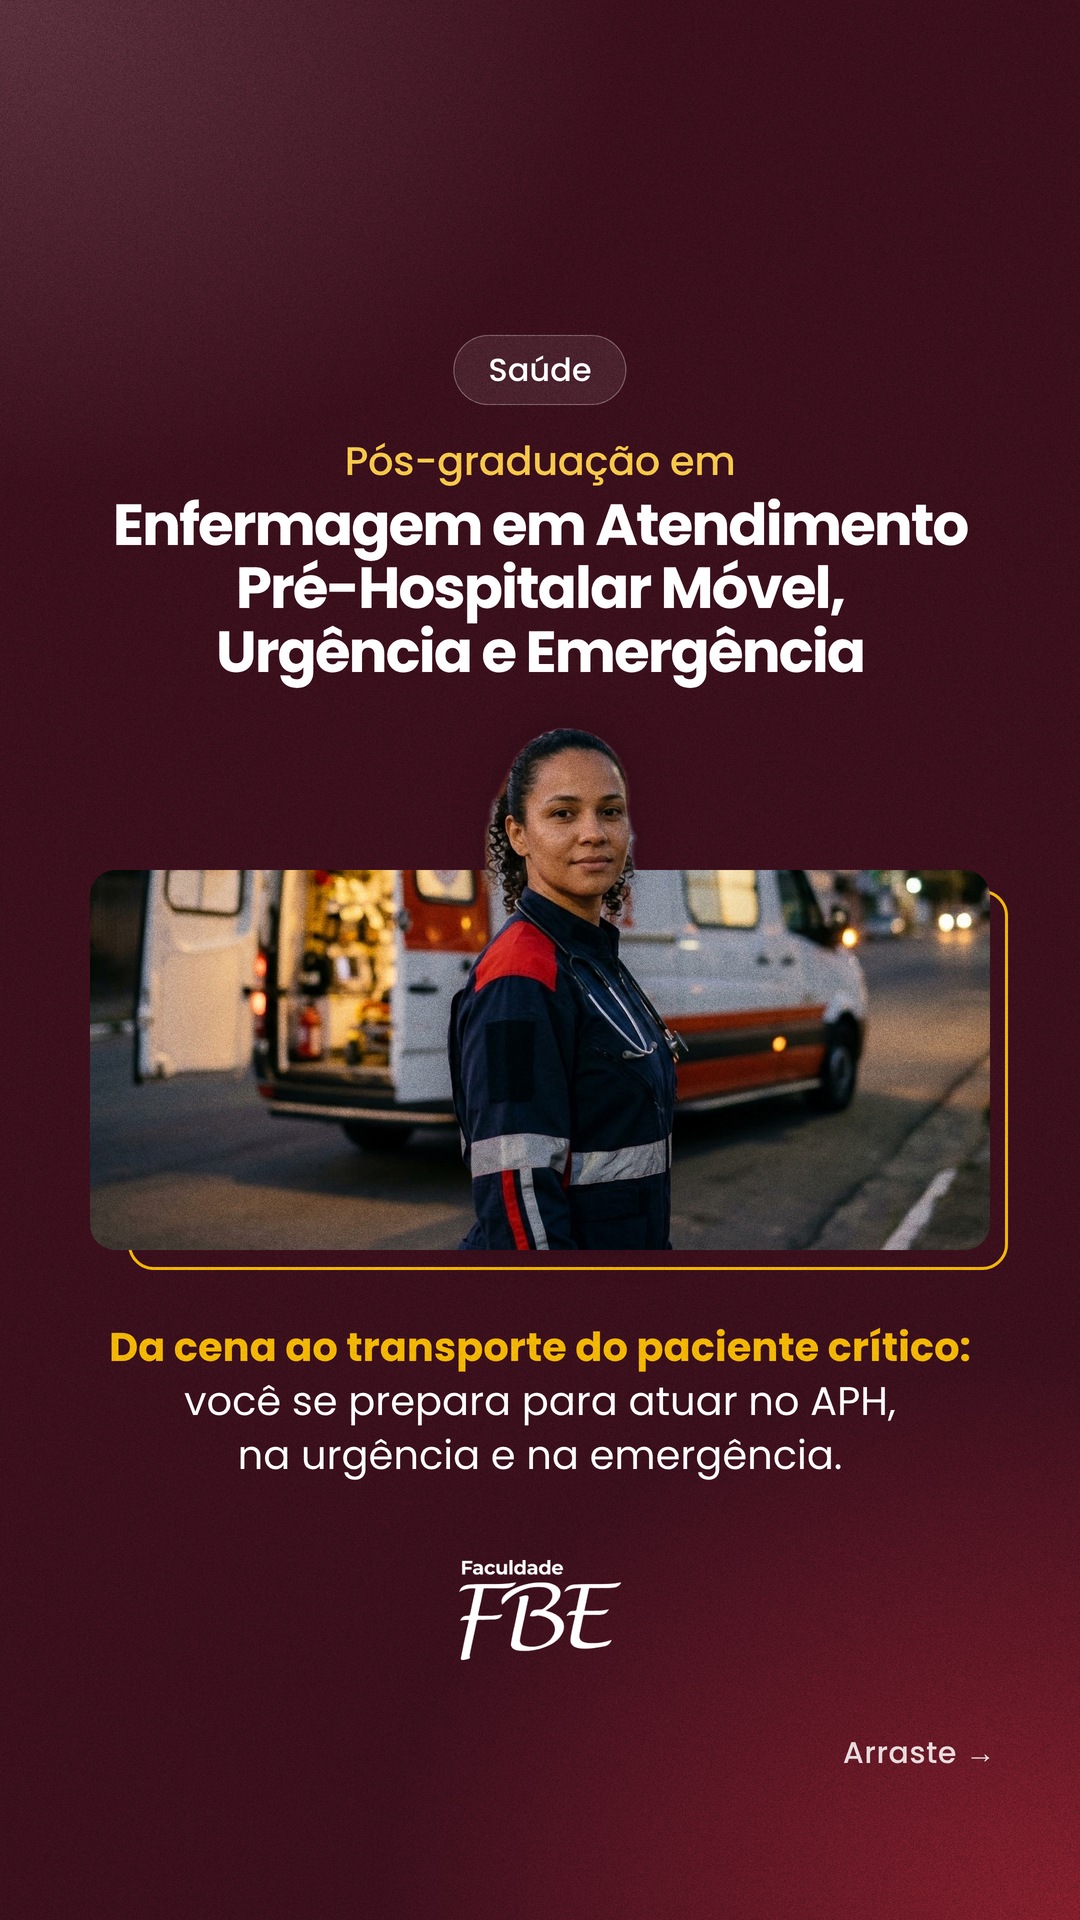 Saúde
Pós-graduação em
Enfermagem em Atendimento
Pré-Hospitalar Móvel,
Urgência e Emergência
Da cena ao transporte do paciente crítico:
você se prepara para atuar no APH,
na urgência e na emergência.
Faculdade
FBE
Arraste →